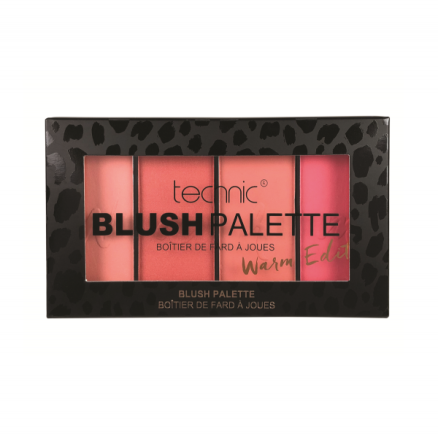 technic®
BLUSH PALETTE
BOÎTIER DE FARD À JOUES
Warm Edit
BLUSH PALETTE
BOÎTIER DE FARD À JOUES